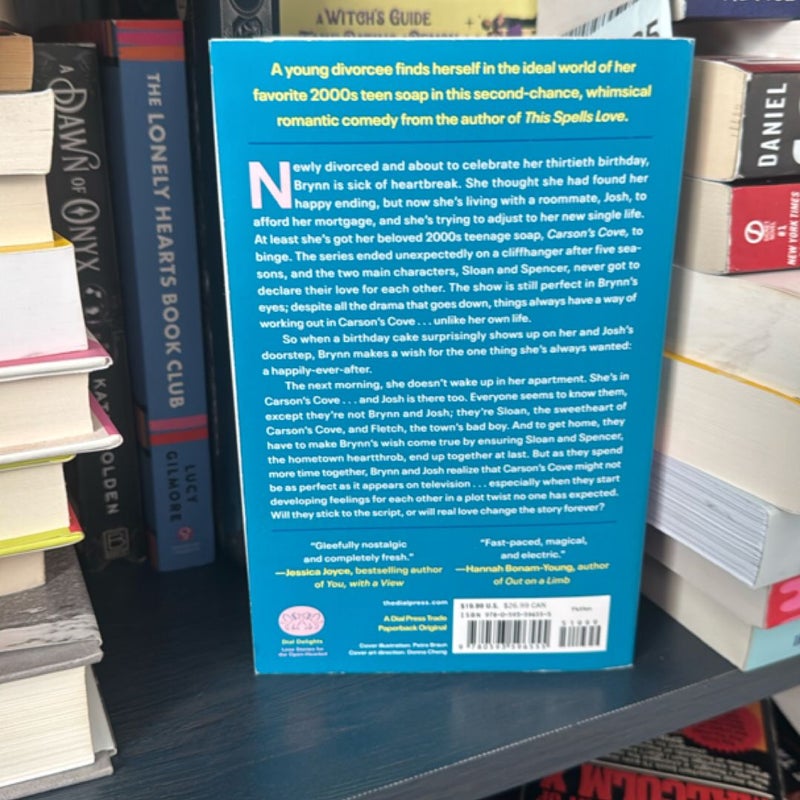 A WITCH'S GUIDE
A DAWN OF ONYX
OLDEN
THE LONELY HEARTS BOOK CLUB
LUCY GILMORE
A young divorcee finds herself in the ideal world of her
favorite 2000s teen soap in this second-chance, whimsical
romantic comedy from the author of This Spells Love.
Newly divorced and about to celebrate her thirtieth birthday,
Brynn is sick of heartbreak. She thought she had found her
happy ending, but now she's living with a roommate, Josh, to
afford her mortgage, and she's trying to adjust to her new single life.
At least she's got her beloved 2000s teenage soap, Carson's Cove, to
binge. The series ended unexpectedly on a cliffhanger after five sea-
sons, and the two main characters, Sloan and Spencer, never got to
declare their love for each other. The show is still perfect in Brynn's
eyes; despite all the drama that goes down, things always have a way of
working out in Carson's Cove . . . unlike her own life.
So when a birthday cake surprisingly shows up on her and Josh's
doorstep, Brynn makes a wish for the one thing she's always wanted:
a happily-ever-after.
The next morning, she doesn't wake up in her apartment. She's in
Carson's Cove . . . and Josh is there too. Everyone seems to know them,
except they're not Brynn and Josh; they're Sloan, the sweetheart of
Carson's Cove, and Fletch, the town's bad boy. And to get home, they
have to make Brynn's wish come true by ensuring Sloan and Spencer,
the hometown heartthrob, end up together at last. But as they spend
more time together, Brynn and Josh realize that Carson's Cove might not
be as perfect as it appears on television . . . especially when they start
developing feelings for each other in a plot twist no one has expected.
Will they stick to the script, or will real love change the story forever?
"Gleefully nostalgic
and completely fresh."
—Jessica Joyce, bestselling author
of You, with a View
"Fast-paced, magical,
and electric."
—Hannah Bonam-Young, author
of Out on a Limb
Dial Delights
Love Stories for
the Open-Hearted
thedialpress.com
A Dial Press Trade
Paperback Original
Cover illustration: Petra Braun
Cover art direction: Donna Cheng
$19.99 U.S. $26.99 CAN
Fiction
ISBN 978-0-593-59655-5
51999
9 780593 596555
DANIEL
#1
NEW YORK TIMES